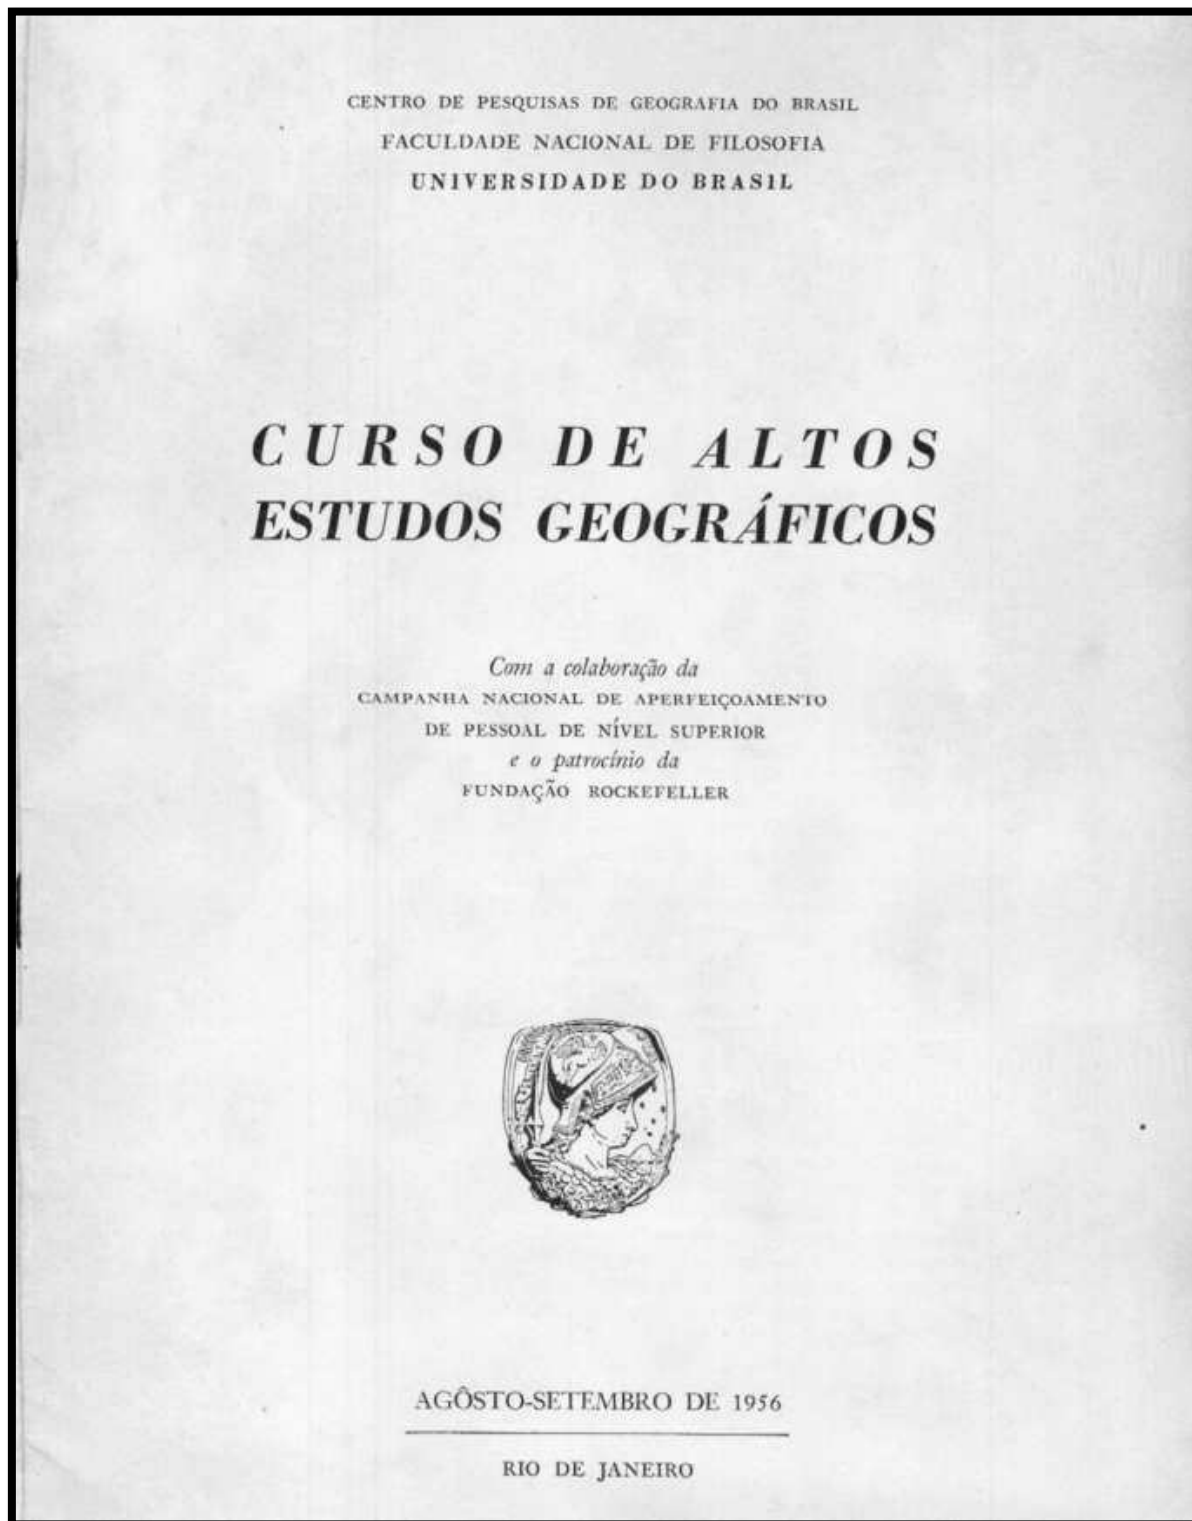 CENTRO DE PESQUISAS DE GEOGRAFIA DO BRASIL
FACULDADE NACIONAL DE FILOSOFIA
UNIVERSIDADE DO BRASIL
CURSO DE ALTOS
ESTUDOS GEOGRÁFICOS
Com a colaboração da
CAMPANHA NACIONAL DE APERFEIÇOAMENTO
DE PESSOAL DE NÍVEL SUPERIOR
e o patrocínio da
FUNDAÇÃO ROCKEFELLER
AGÔSTO-SETEMBRO DE 1956
RIO DE JANEIRO